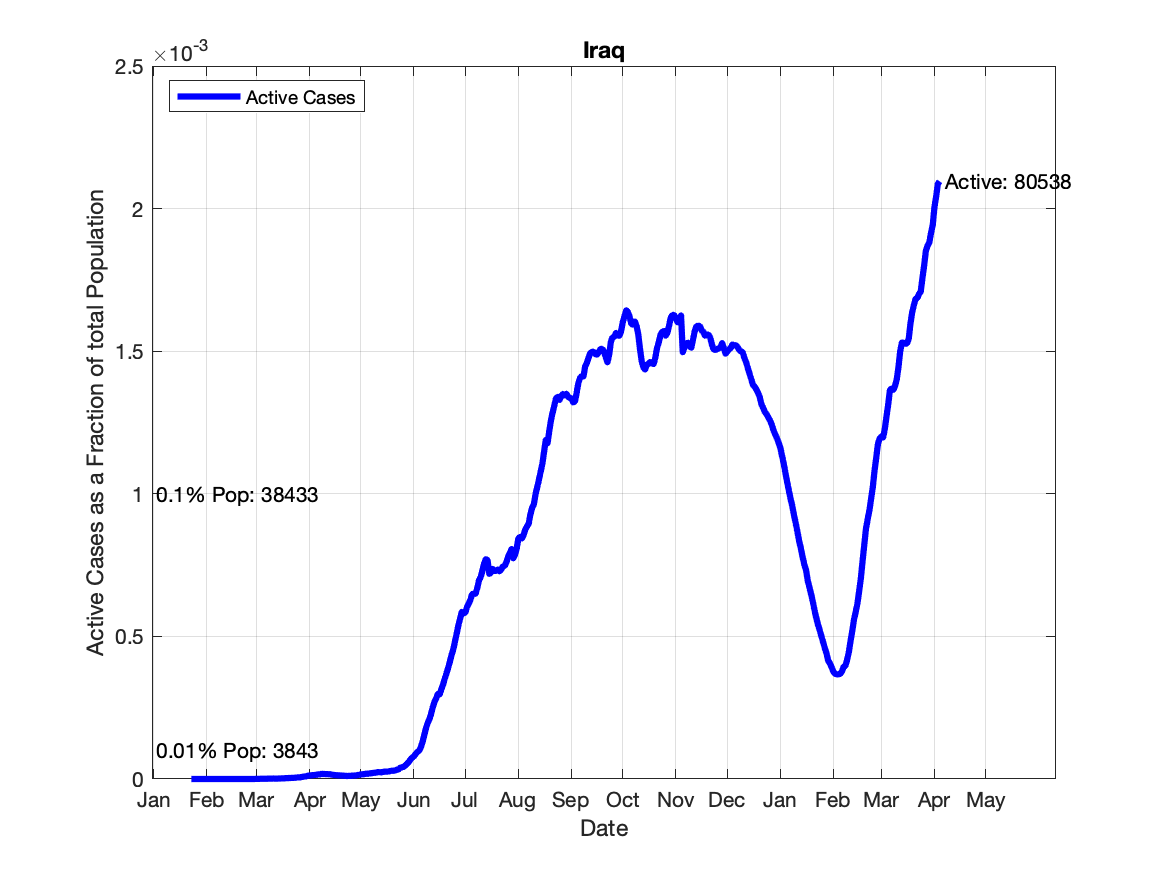 Iraq
×10-3
2.5
Active Cases
2
Active: 80538
1.5
1
0.1% Pop: 38433
0.5
0.01% Pop: 3843
0
Active Cases as a Fraction of total Population
Jan Feb Mar Apr May Jun Jul Aug Sep Oct Nov Dec Jan Feb Mar Apr May
Date